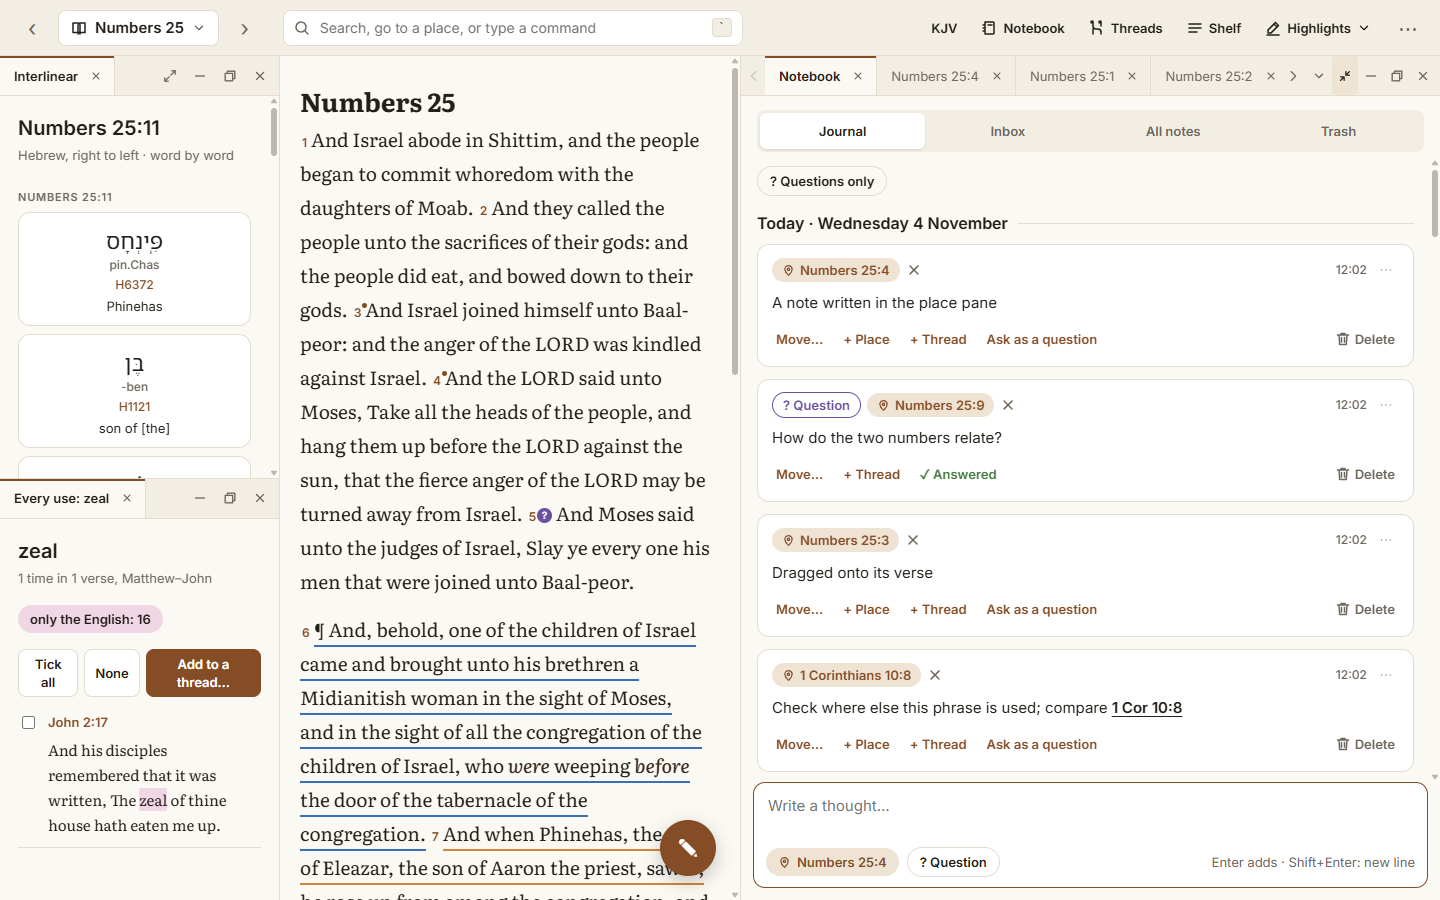 Numbers 25
Search, go to a place, or type a command
`
KJV
Notebook
Threads
Shelf
Highlights
Interlinear
Numbers 25:11
Hebrew, right to left · word by word
NUMBERS 25:11
פִּֽינְחָ֨ס
pin.Chas
H6372
Phinehas
בֶּן
-ben
H1121
son of [the]
Every use: zeal
zeal
1 time in 1 verse, Matthew–John
only the English: 16
Tick all
None
Add to a thread...
John 2:17
And his disciples
remembered that it was
written, The zeal of thine
house hath eaten me up.
Numbers 25
1 And Israel abode in Shittim, and the people
began to commit whoredom with the
daughters of Moab. 2 And they called the
people unto the sacrifices of their gods: and
the people did eat, and bowed down to their
gods. 3 And Israel joined himself unto Baal-
peor: and the anger of the LORD was kindled
against Israel. 4 And the LORD said unto
Moses, Take all the heads of the people, and
hang them up before the LORD against the
sun, that the fierce anger of the LORD may be
turned away from Israel. 5 ? And Moses said
unto the judges of Israel, Slay ye every one his
men that were joined unto Baal-peor.
6 ¶ And, behold, one of the children of Israel
came and brought unto his brethren a
Midianitish woman in the sight of Moses,
and in the sight of all the congregation of the
children of Israel, who were weeping before
the door of the tabernacle of the
congregation. 7 And when Phinehas, the
of Eleazar, the son of Aaron the priest, saw
he rose up from among the congregation, and
Notebook
Numbers 25:4
Numbers 25:1
Numbers 25:2
Journal
Inbox
All notes
Trash
? Questions only
Today · Wednesday 4 November
Numbers 25:4
12:02
A note written in the place pane
Move... + Place + Thread Ask as a question Delete
? Question Numbers 25:9
12:02
How do the two numbers relate?
Move... + Thread ✓ Answered Delete
Numbers 25:3
12:02
Dragged onto its verse
Move... + Place + Thread Ask as a question Delete
1 Corinthians 10:8
12:02
Check where else this phrase is used; compare 1 Cor 10:8
Move... + Place + Thread Ask as a question Delete
Write a thought...
Numbers 25:4 ? Question
Enter adds · Shift+Enter: new line